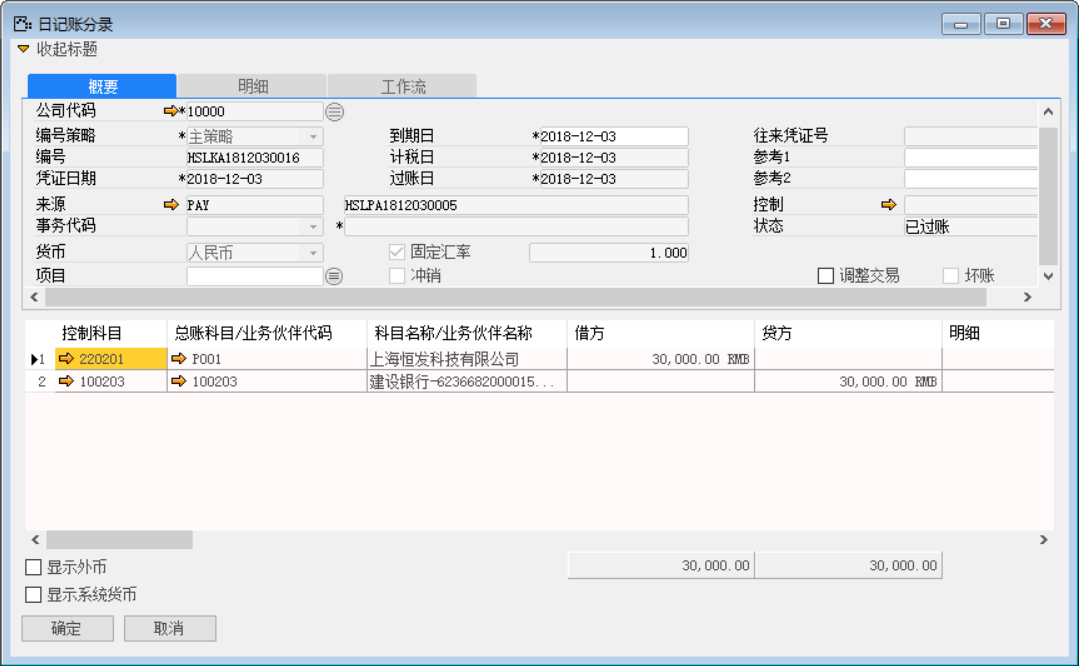 日记账分录
收起标题
概要 明细 工作流
公司代码 *10000
编号策略 *主策略 到期日 *2018-12-03 往来凭证号
编号 HSLKA1812030016 计税日 *2018-12-03 参考1
凭证日期 *2018-12-03 过账日 *2018-12-03 参考2
来源 PAY HSLPA1812030005 控制
事务代码 * 状态 已过账
货币 人民币 固定汇率 1.000
项目 冲销 调整交易 坏账
控制科目 总账科目/业务伙伴代码 科目名称/业务伙伴名称 借方 贷方 明细
1 220201 P001 上海恒发科技有限公司 30,000.00 RMB
2 100203 100203 建设银行-6236682000015... 30,000.00 RMB
显示外币 30,000.00 30,000.00
显示系统货币
确定 取消